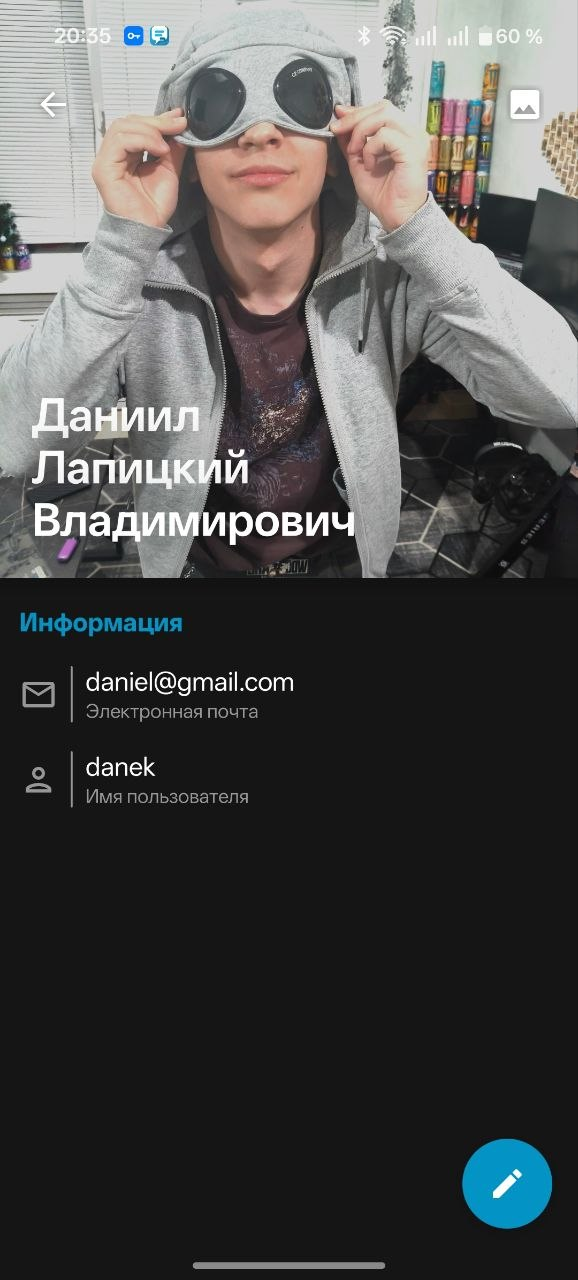 20:35 60 %
Даниил
Лапицкий
Владимирович
Информация
daniel@gmail.com
Электронная почта
danek
Имя пользователя